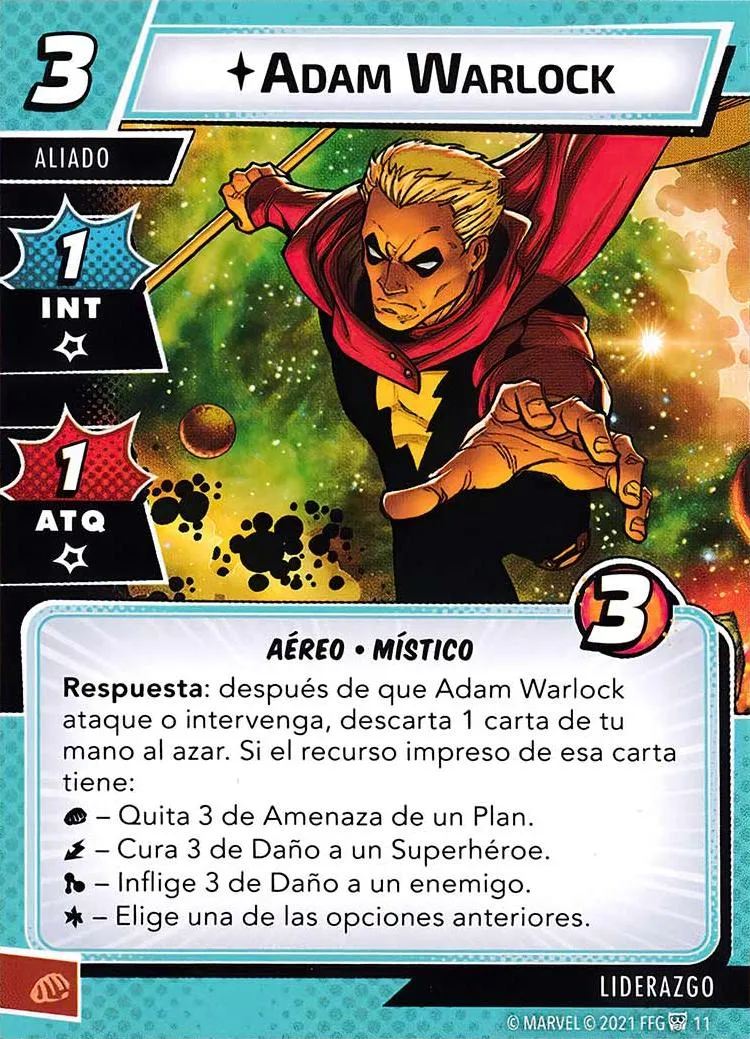 3
ADAM WARLOCK
ALIADO
1
INT
1
ATQ
3
AÉREO • MÍSTICO
Respuesta: después de que Adam Warlock
ataque o intervenga, descarta 1 carta de tu
mano al azar. Si el recurso impreso de esa carta
tiene:
– Quita 3 de Amenaza de un Plan.
– Cura 3 de Daño a un Superhéroe.
– Inflige 3 de Daño a un enemigo.
– Elige una de las opciones anteriores.
LIDERAZGO
© MARVEL © 2021 FFG 11